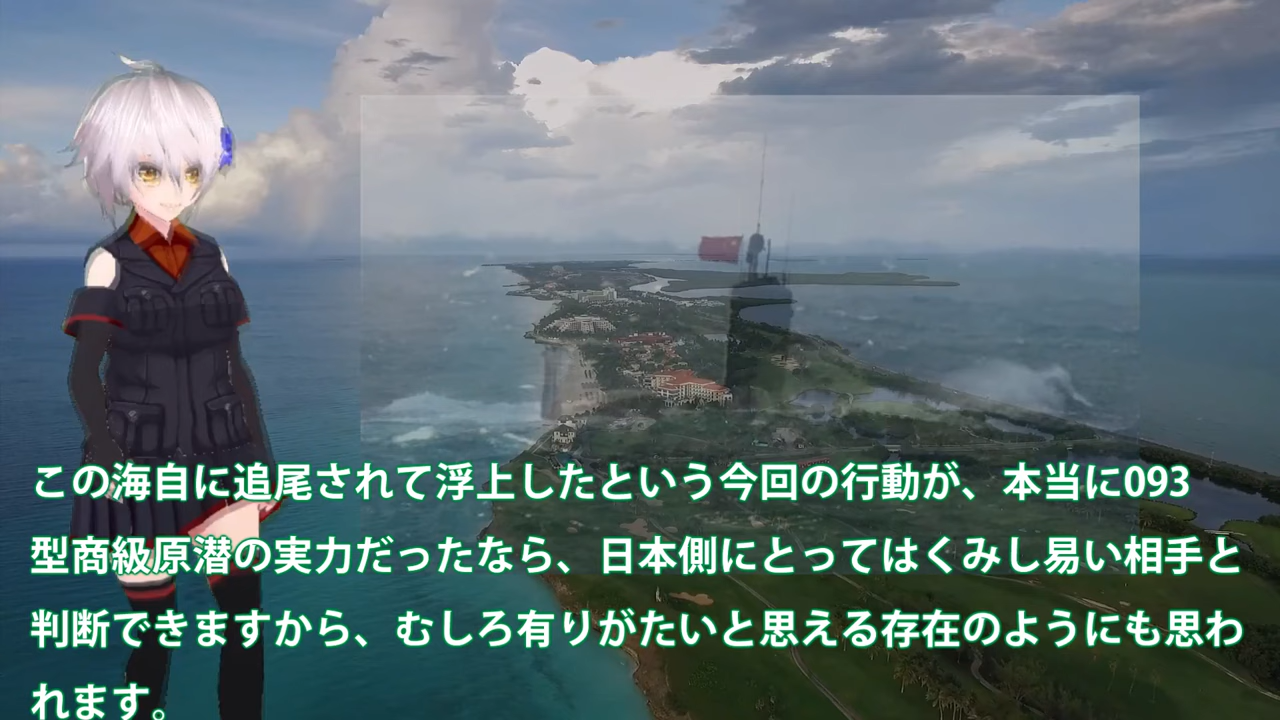 この海自に追尾されて浮上したという今回の行動が、本当に093
型商級原潜の実力だったなら、日本側にとってはくみし易い相手と
判断できますから、むしろ有りがたいと思える存在のようにも思わ
れます。